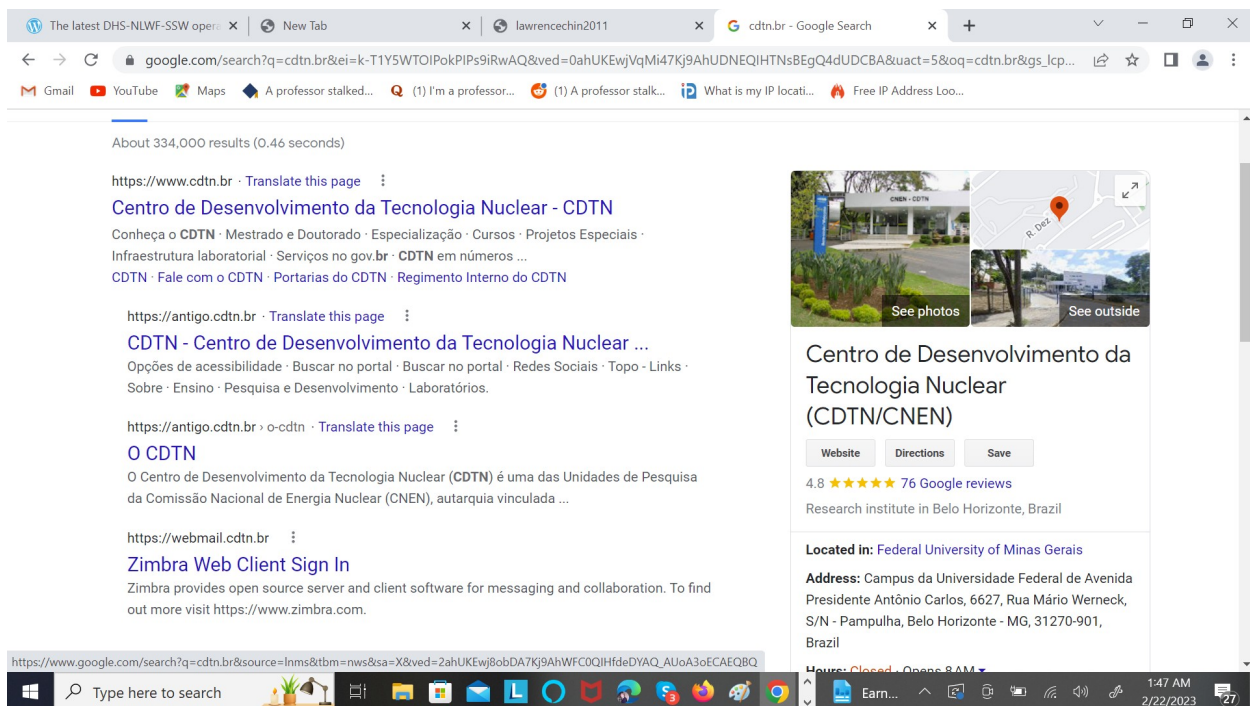 The latest DHS-NLWF-SSW opera
New Tab
lawrencechin2011
cdtn.br - Google Search
google.com/search?q=cdtn.br&ei=k-T1Y5WTOIPokPIPs9iRwAQ&ved=0ahUKEwjVqMi47Kj9AhUDNEQIHTNsBEgQ4dUDCBA&uact=5&oq=cdtn.br&gs_lcp...
Gmail
YouTube
Maps
A professor stalked...
(1) I'm a professor...
(1) A professor stalk...
What is my IP locati...
Free IP Address Loo...
About 334,000 results (0.46 seconds)
https://www.cdtn.br · Translate this page
Centro de Desenvolvimento da Tecnologia Nuclear - CDTN
Conheça o CDTN · Mestrado e Doutorado · Especialização · Cursos · Projetos Especiais ·
Infraestrutura laboratorial · Serviços no gov.br · CDTN em números ...
CDTN · Fale com o CDTN · Portarias do CDTN · Regimento Interno do CDTN
https://antigo.cdtn.br · Translate this page
CDTN - Centro de Desenvolvimento da Tecnologia Nuclear ...
Opções de acessibilidade · Buscar no portal · Buscar no portal · Redes Sociais · Topo - Links ·
Sobre · Ensino · Pesquisa e Desenvolvimento · Laboratórios.
https://antigo.cdtn.br › o-cdtn · Translate this page
O CDTN
O Centro de Desenvolvimento da Tecnologia Nuclear (CDTN) é uma das Unidades de Pesquisa
da Comissão Nacional de Energia Nuclear (CNEN), autarquia vinculada ...
https://webmail.cdtn.br
Zimbra Web Client Sign In
Zimbra provides open source server and client software for messaging and collaboration. To find
out more visit https://www.zimbra.com.
CNEN - CDTN
R. Dez
See photos
See outside
Centro de Desenvolvimento da
Tecnologia Nuclear
(CDTN/CNEN)
Website
Directions
Save
4.8 76 Google reviews
Research institute in Belo Horizonte, Brazil
Located in: Federal University of Minas Gerais
Address: Campus da Universidade Federal de Avenida
Presidente Antônio Carlos, 6627, Rua Mário Werneck,
S/N - Pampulha, Belo Horizonte - MG, 31270-901,
Brazil
Hours: Closed · Opens 8 AM
https://www.google.com/search?q=cdtn.br&source=lnms&tbm=nws&sa=X&ved=2ahUKEwj8obDA7Kj9AhWFC0QIHfdeDYAQ_AUoA3oECAEQBQ
Type here to search
Earn...
1:47 AM
2/22/2023
27